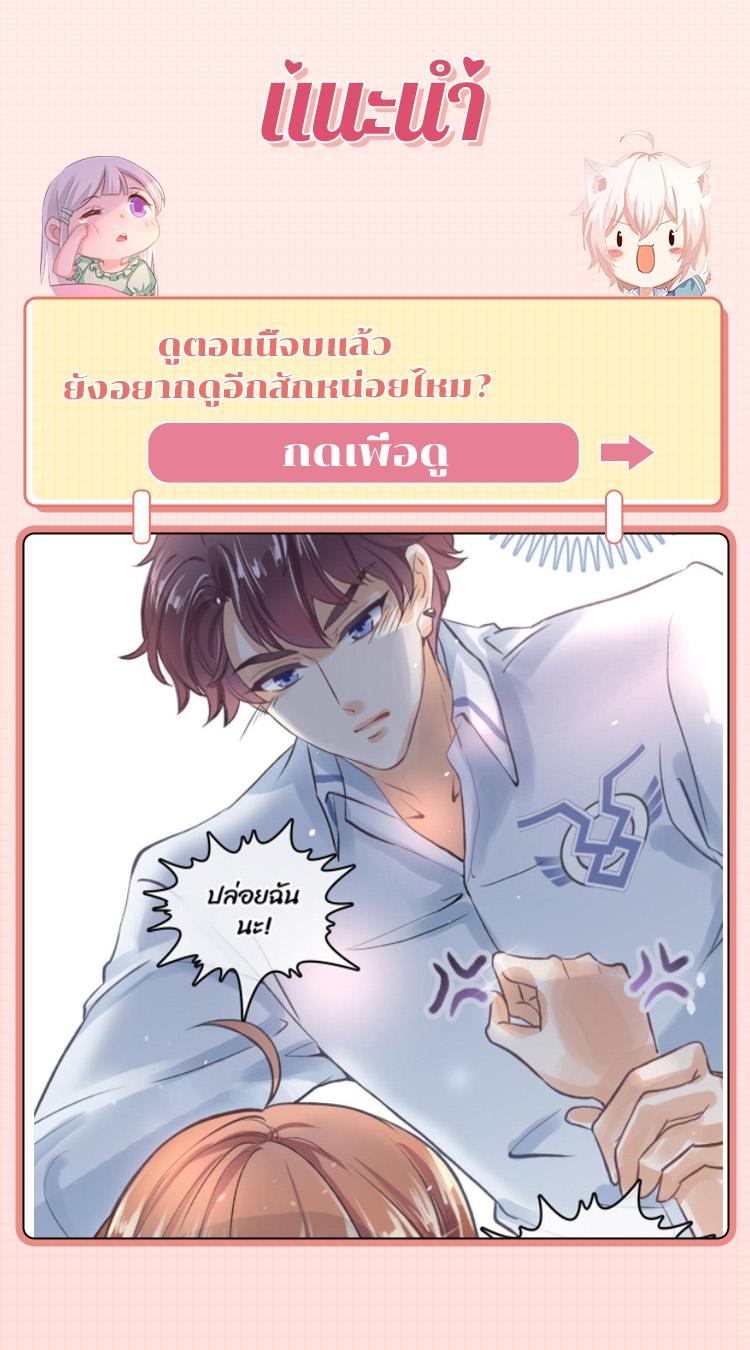 แนะนำ
ดูตอนนี้จบแล้ว
ยังอยากดูอีกสักหน่อยไหม?
กดเพื่อดู
ปล่อยฉัน
นะ!